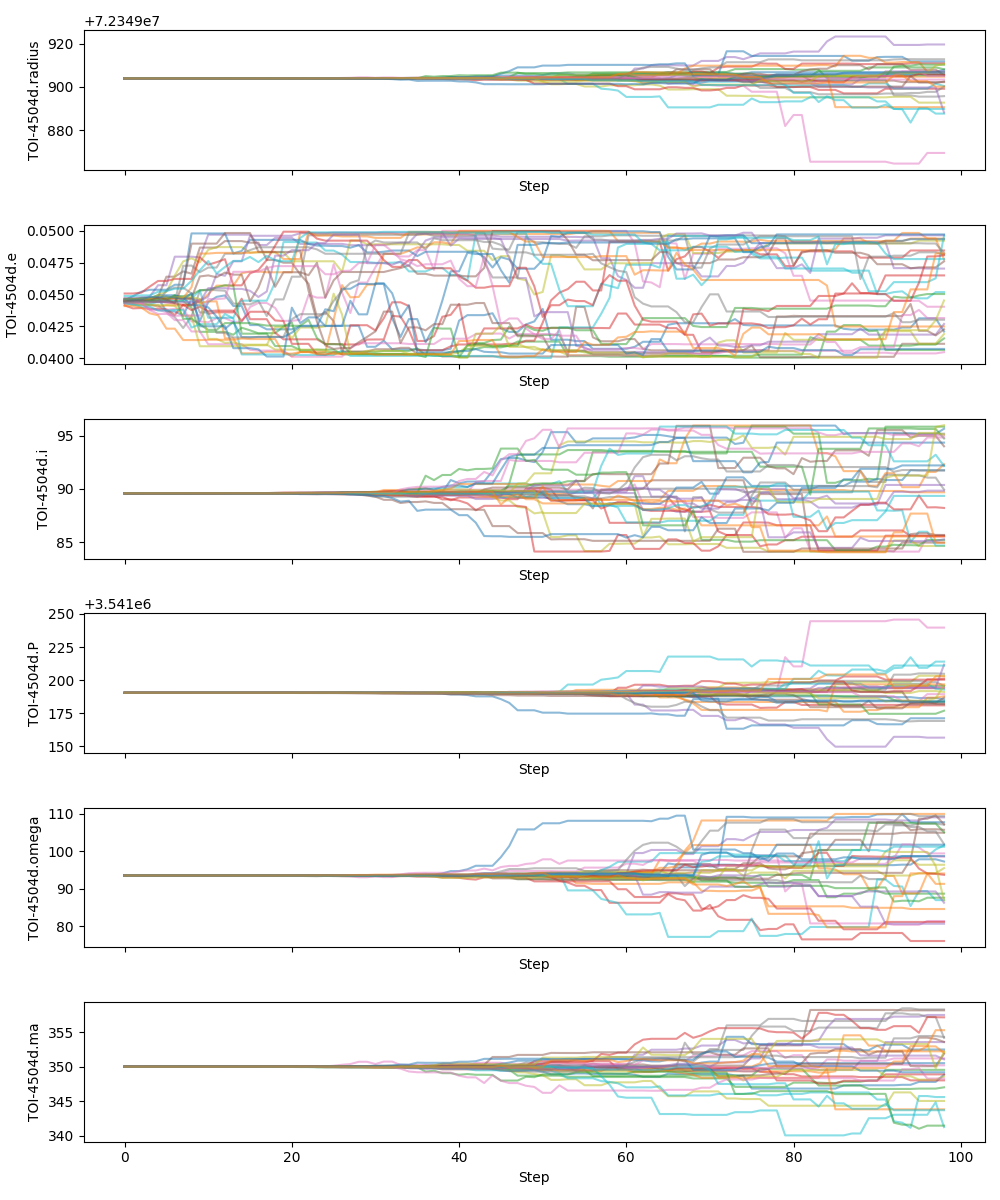 +7.2349e7
920
900
880
TOI-4504d.radius
Step
0.0500
0.0475
0.0450
0.0425
0.0400
TOI-4504d.e
Step
95
90
85
TOI-4504d.i
Step
+3.541e6
250
225
200
175
150
TOI-4504d.P
Step
110
100
90
80
TOI-4504d.omega
Step
355
350
345
340
TOI-4504d.ma
0 20 40 60 80 100
Step